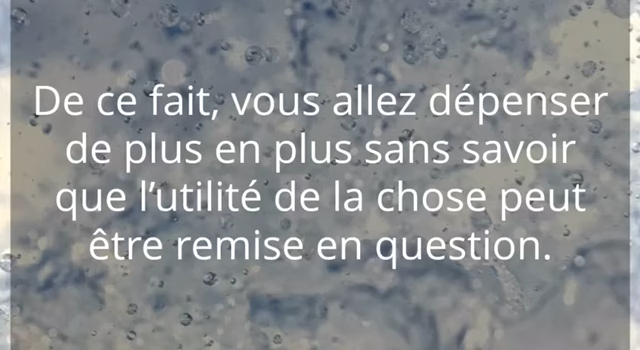 De ce fait, vous allez dépenser
de plus en plus sans savoir
que l’utilité de la chose peut
être remise en question.